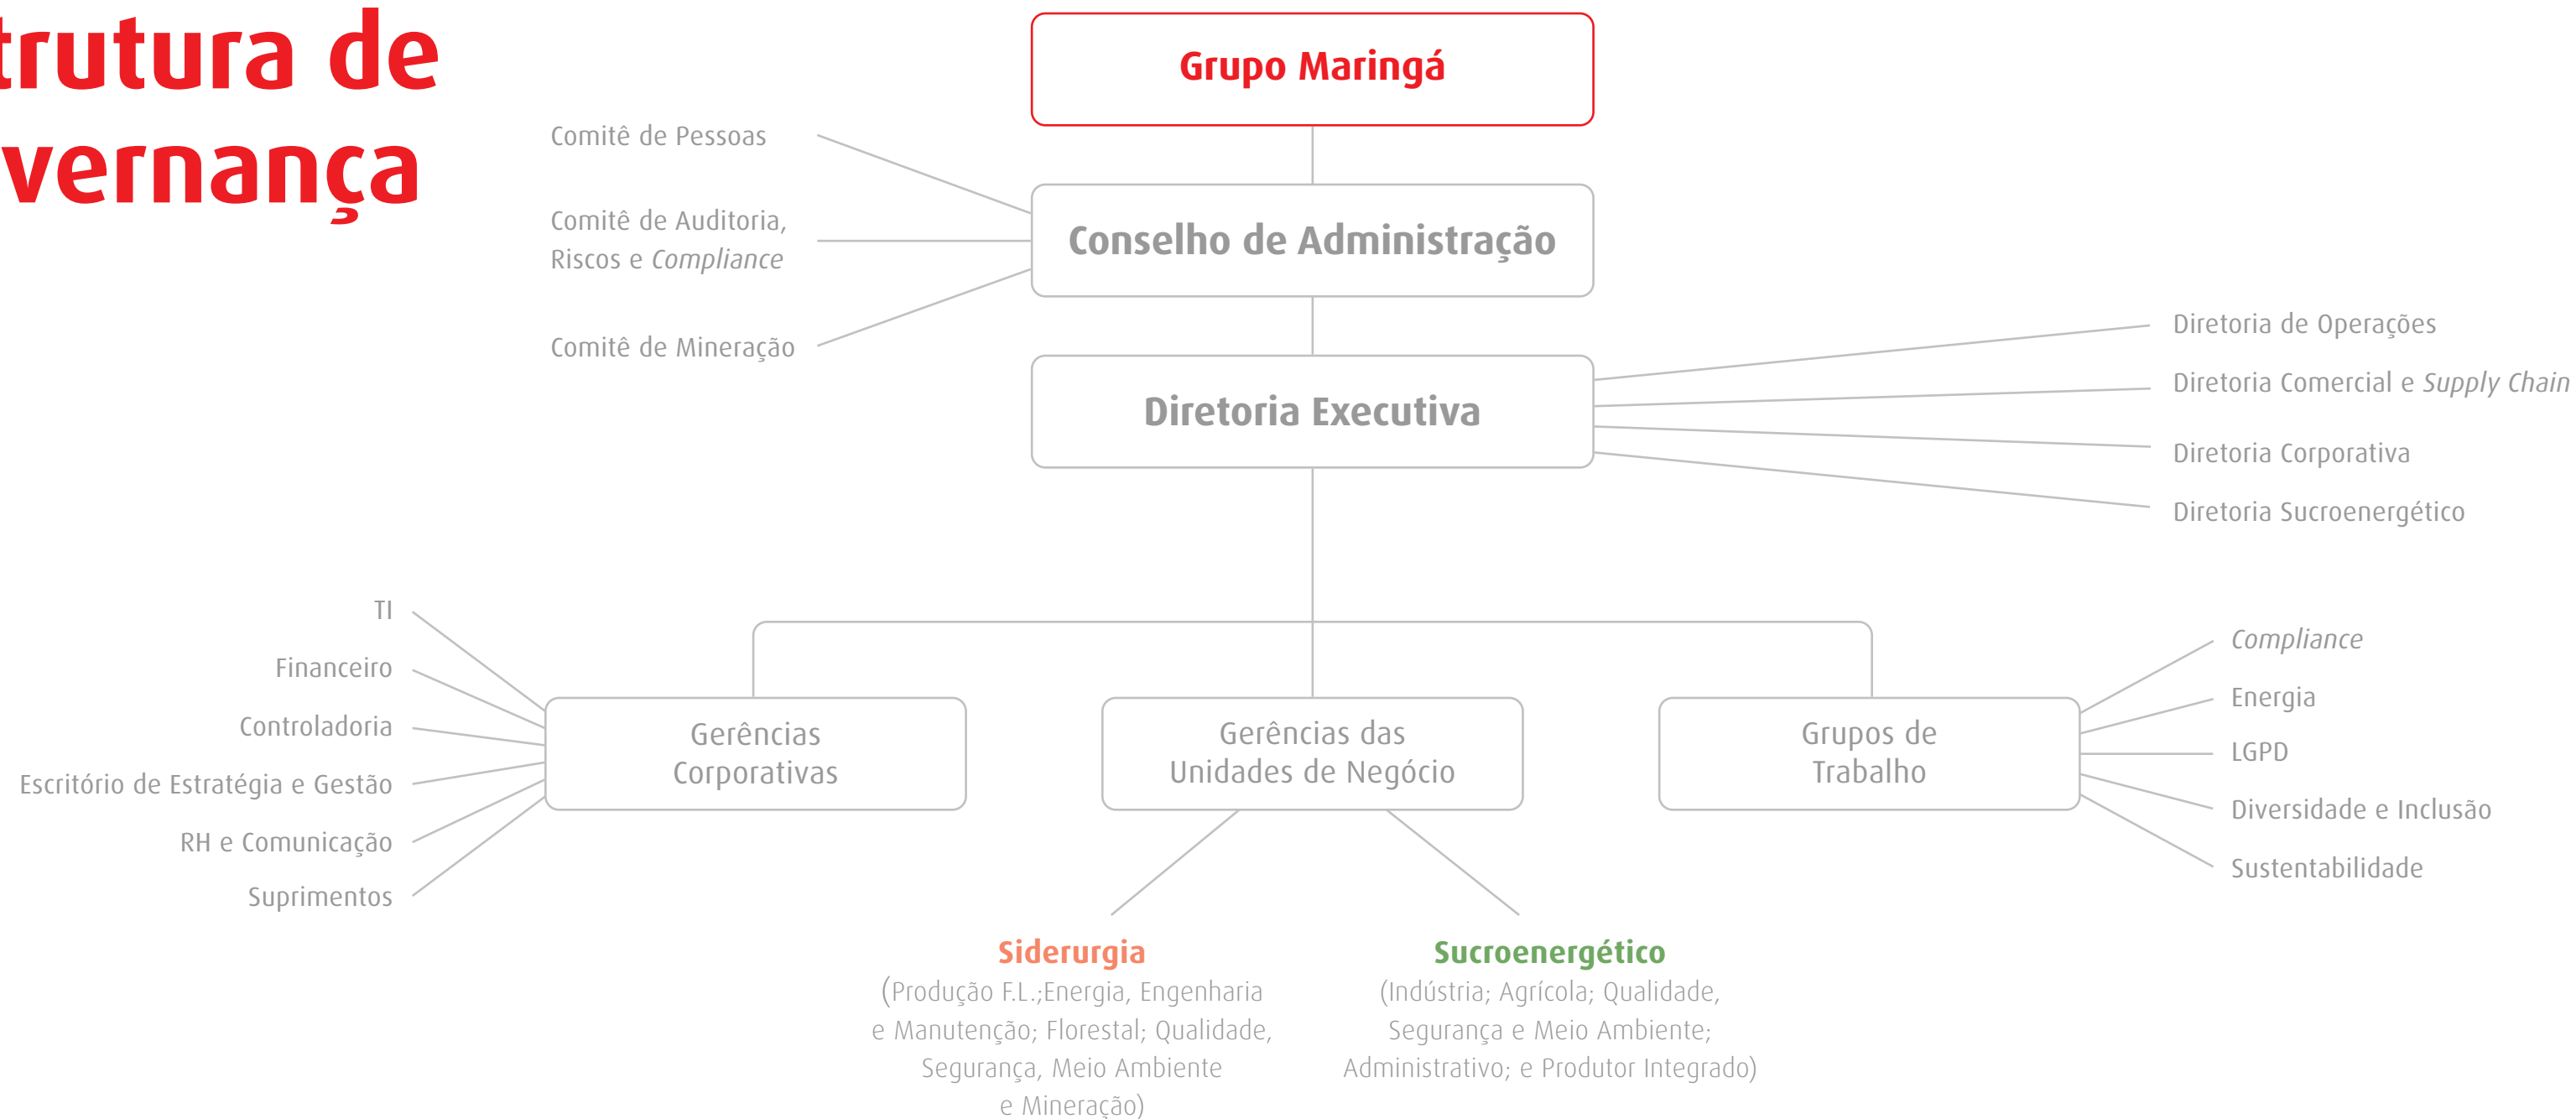 trutura de
vernança
Grupo Maringá
Comitê de Pessoas
Comitê de Auditoria,
Riscos e Compliance
Comitê de Mineração
Conselho de Administração
Diretoria Executiva
Diretoria de Operações
Diretoria Comercial e Supply Chain
Diretoria Corporativa
Diretoria Sucroenergético
TI
Financeiro
Controladoria
Escritório de Estratégia e Gestão
RH e Comunicação
Suprimentos
Gerências
Corporativas
Gerências das
Unidades de Negócio
Grupos de
Trabalho
Compliance
Energia
LGPD
Diversidade e Inclusão
Sustentabilidade
Siderurgia
(Produção F.L.;Energia, Engenharia
e Manutenção; Florestal; Qualidade,
Segurança, Meio Ambiente
e Mineração)
Sucroenergético
(Indústria; Agrícola; Qualidade,
Segurança e Meio Ambiente;
Administrativo; e Produtor Integrado)